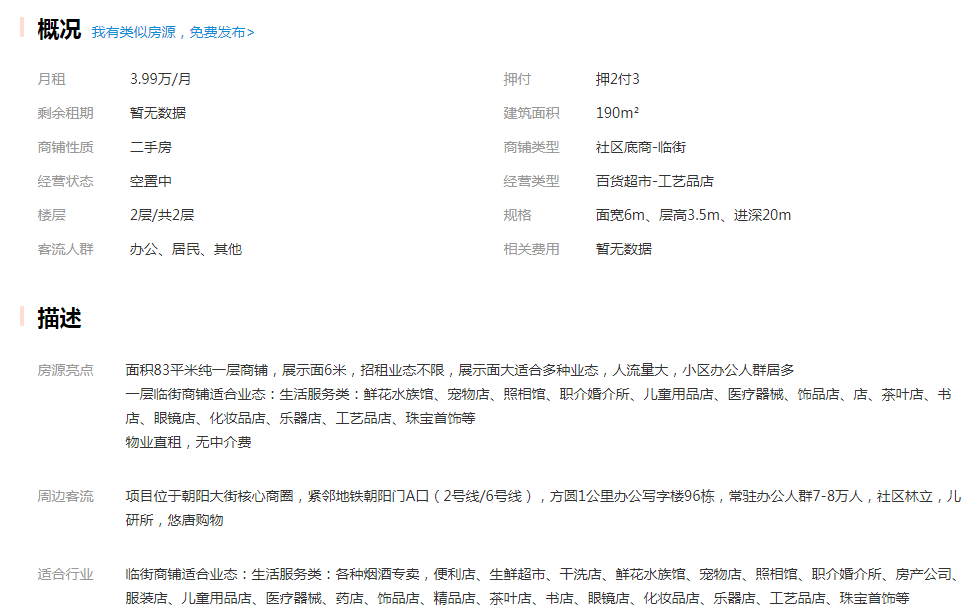 概况 我有类似房源，免费发布>
月租 3.99万/月 押付 押2付3
剩余租期 暂无数据 建筑面积 190m²
商铺性质 二手房 商铺类型 社区底商-临街
经营状态 空置中 经营类型 百货超市-工艺品店
楼层 2层/共2层 规格 面宽6m、层高3.5m、进深20m
客流人群 办公、居民、其他 相关费用 暂无数据
描述
房源亮点 面积83平米纯一层商铺，展示面6米，招租业态不限，展示面大适合多种业态，人流量大，小区办公人群居多
一层临街商铺适合业态：生活服务类：鲜花水族馆、宠物店、照相馆、职介婚介所、儿童用品店、医疗器械、饰品店、店、茶叶店、书
店、眼镜店、化妆品店、乐器店、工艺品店、珠宝首饰等
物业直租，无中介费
周边客流 项目位于朝阳大街核心商圈，紧邻地铁朝阳门A口（2号线/6号线），方圆1公里办公写字楼96栋，常驻办公人群7-8万人，社区林立，儿
研所，悠唐购物
适合行业 临街商铺适合业态：生活服务类：各种烟酒专卖，便利店、生鲜超市、干洗店、鲜花水族馆、宠物店、照相馆、职介婚介所、房产公司、
服装店、儿童用品店、医疗器械、药店、饰品店、精品店、茶叶店、书店、眼镜店、化妆品店、乐器店、工艺品店、珠宝首饰等